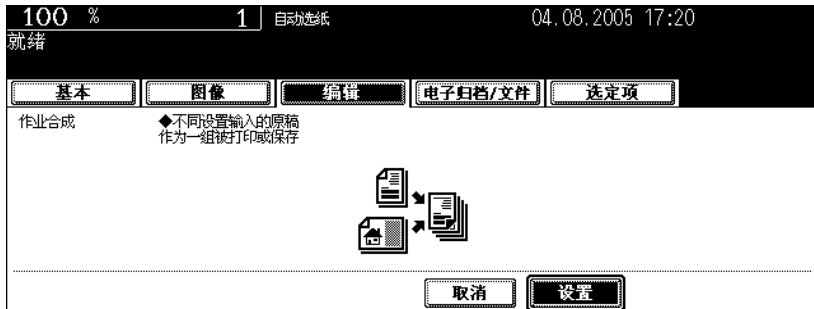 100 % 1 自动选纸 04.08.2005 17:20
就绪
基本 图像 编辑 电子归档/文件 选定项
作业合成 ◆不同设置输入的原稿
作为一组被打印或保存
取消 设置